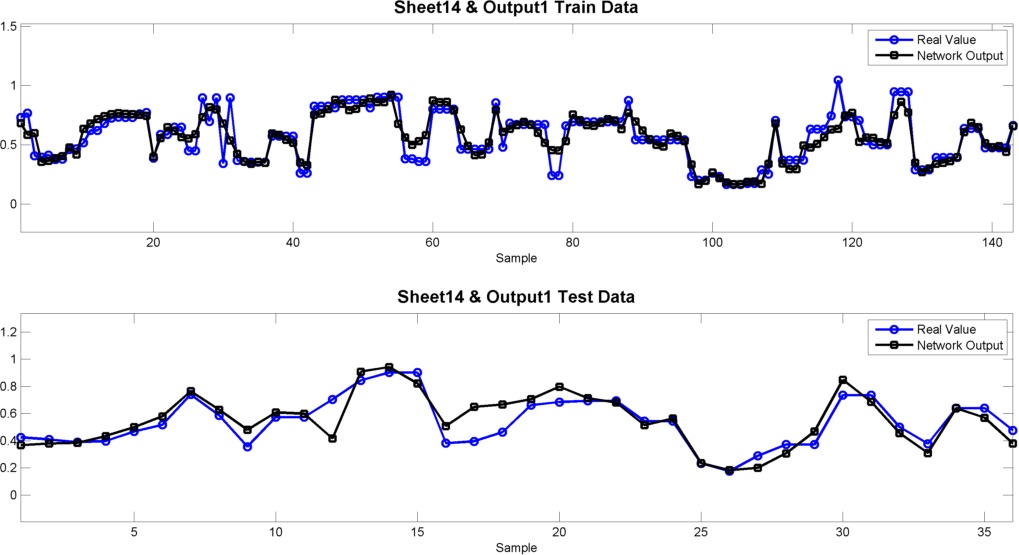 Sheet14 & Output1 Train Data
1.5
1
0.5
0
Real Value
Network Output
20 40 60 80 100 120 140
Sample
Sheet14 & Output1 Test Data
1.2
1
0.8
0.6
0.4
0.2
0
Real Value
Network Output
5 10 15 20 25 30 35
Sample